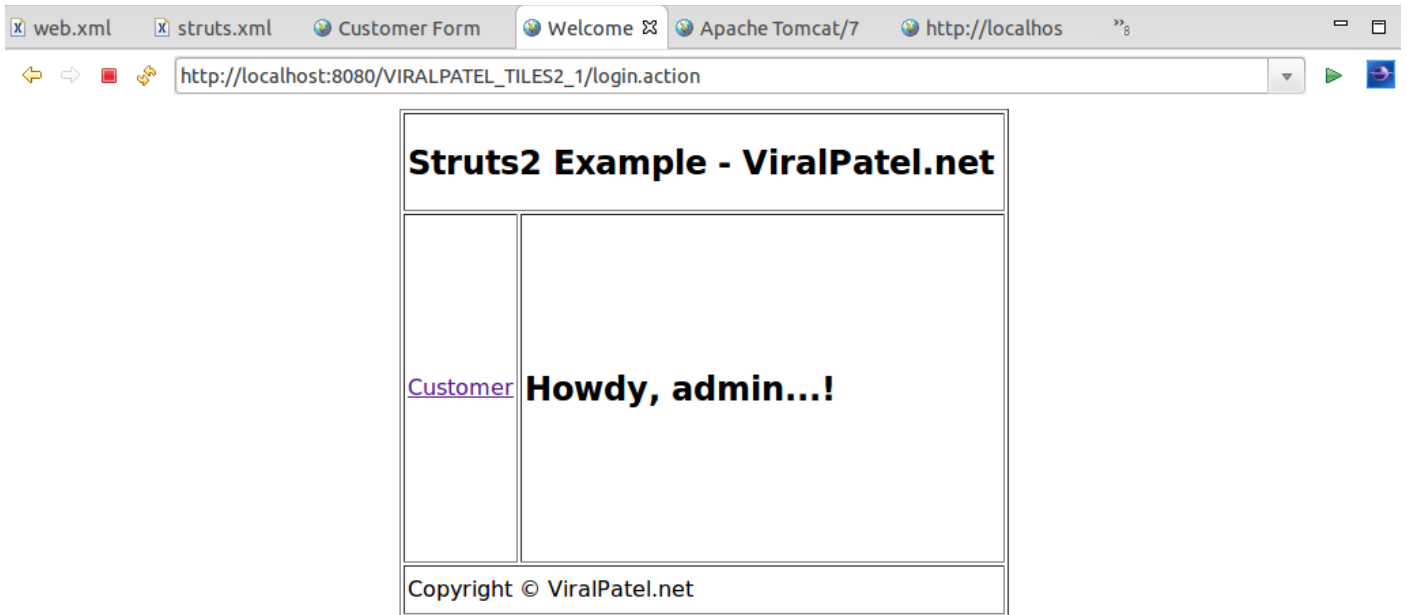 web.xml struts.xml Customer Form Welcome Apache Tomcat/7 http://localhos »8
http://localhost:8080/VIRALPATEL_TILES2_1/login.action
Struts2 Example - ViralPatel.net
Customer Howdy, admin...!
Copyright © ViralPatel.net